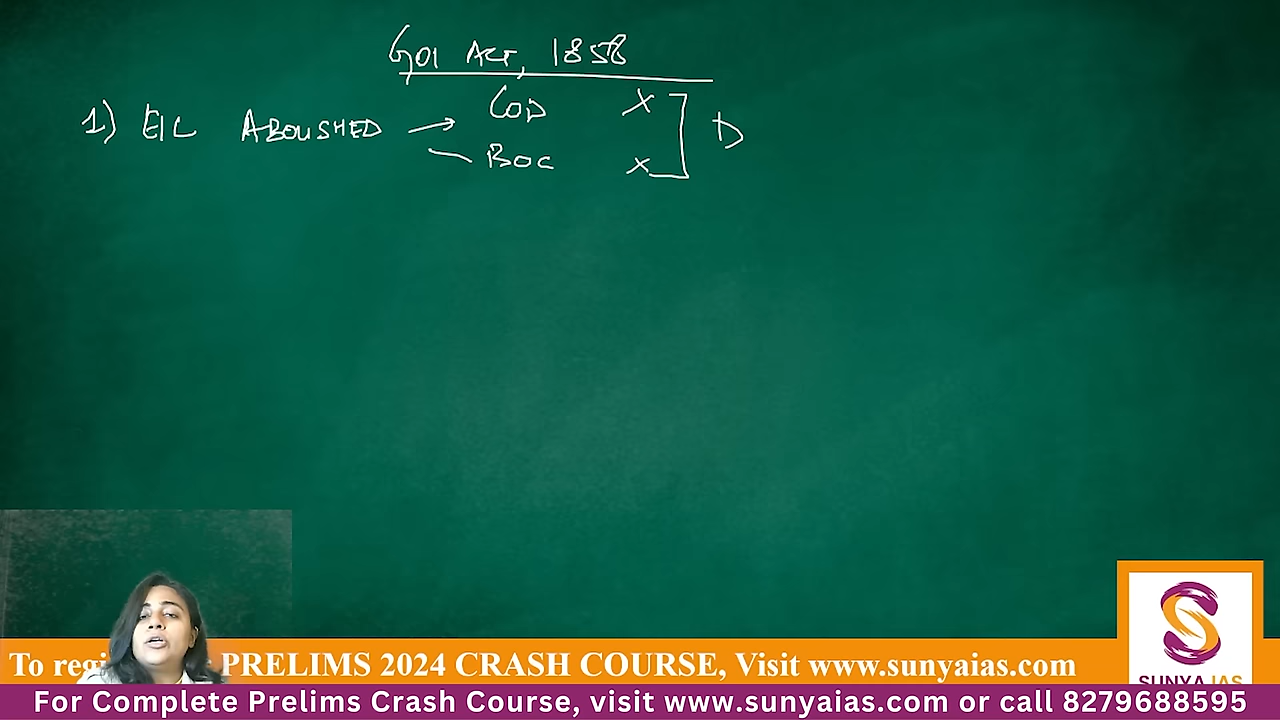 GOI Act, 1858
1) EIC ABOLISHED → COD X
BOC X
D
To regi PRELIMS 2024 CRASH COURSE, Visit www.sunyaias.com
SUNYA IAS
For Complete Prelims Crash Course, visit www.sunyaias.com or call 8279688595